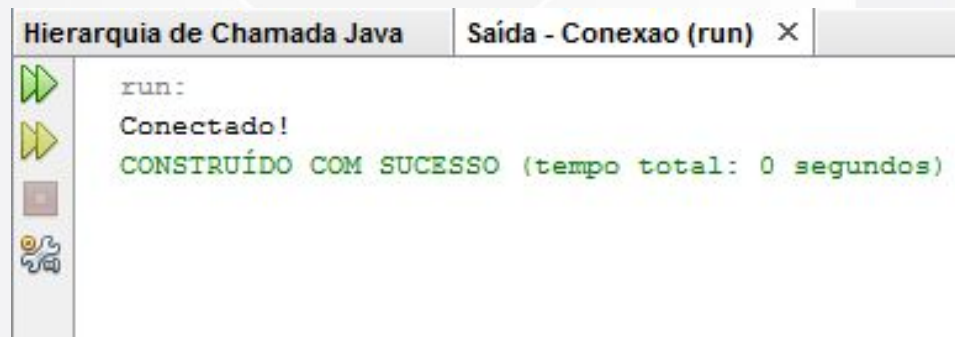 Hierarquia de Chamada Java
Saída - Conexao (run) ×
run:
Conectado!
CONSTRUÍDO COM SUCESSO (tempo total: 0 segundos)